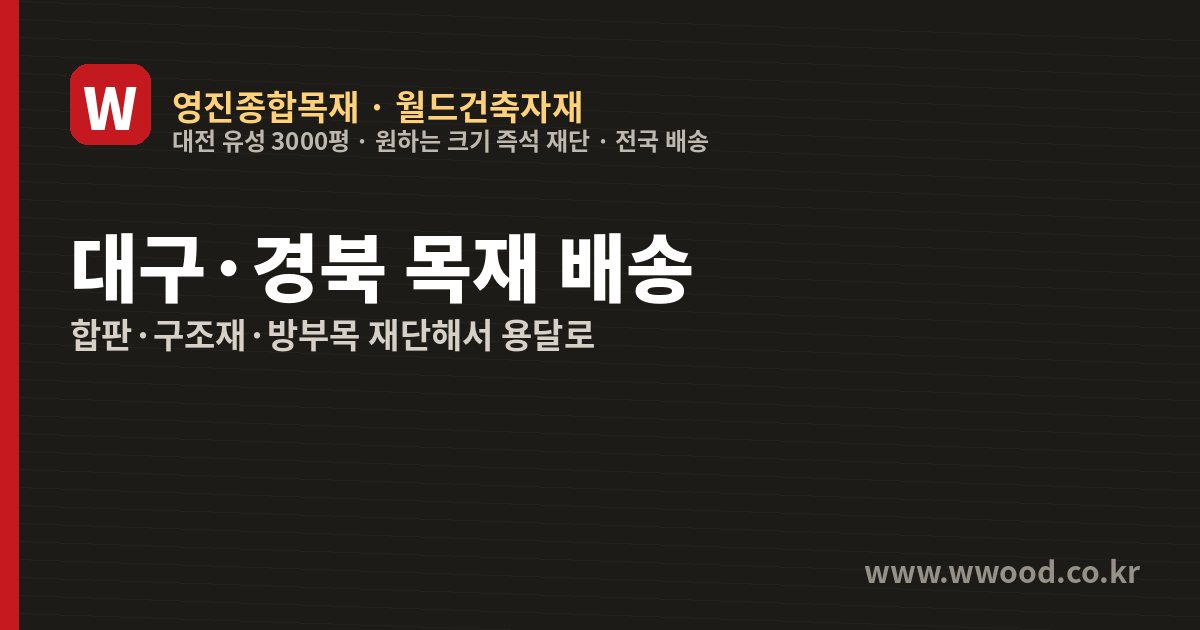 W
영진종합목재 · 월드건축자재
대전 유성 3000평 · 원하는 크기 즉석 재단 · 전국 배송
대구·경북 목재 배송
합판·구조재·방부목 재단해서 용달로
www.wwood.co.kr